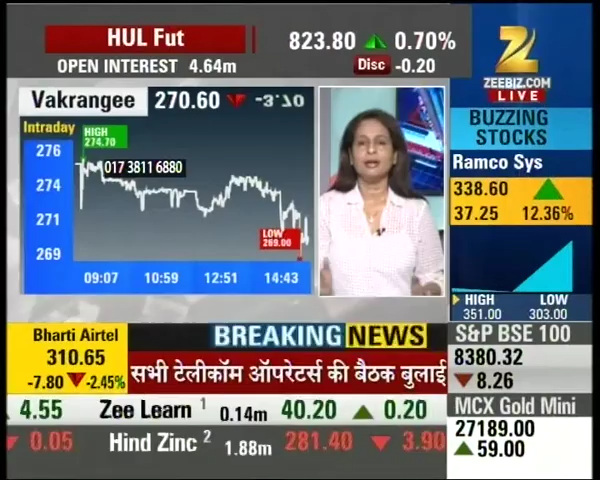 HUL Fut
823.80 0.70%
OPEN INTEREST 4.64m
Disc -0.20
ZEEBIZ.COM
LIVE
Vakrangee 270.60 -3.70
Intraday
276
274
271
269
HIGH
274.70
017 3811 6880
LOW
269.00
09:07 10:59 12:51 14:43
BUZZING
STOCKS
Ramco Sys
338.60
37.25 12.36%
HIGH LOW
351.00 303.00
Bharti Airtel
310.65
-7.80 -2.45%
BREAKING NEWS
सभी टेलीकॉम ऑपरेटर्स की बैठक बुलाई
S&P BSE 100
8380.32
8.26
MCX Gold Mini
27189.00
59.00
4.55 Zee Learn 1 0.14m 40.20 0.20
0.05 Hind Zinc 2 1.88m 281.40 3.90